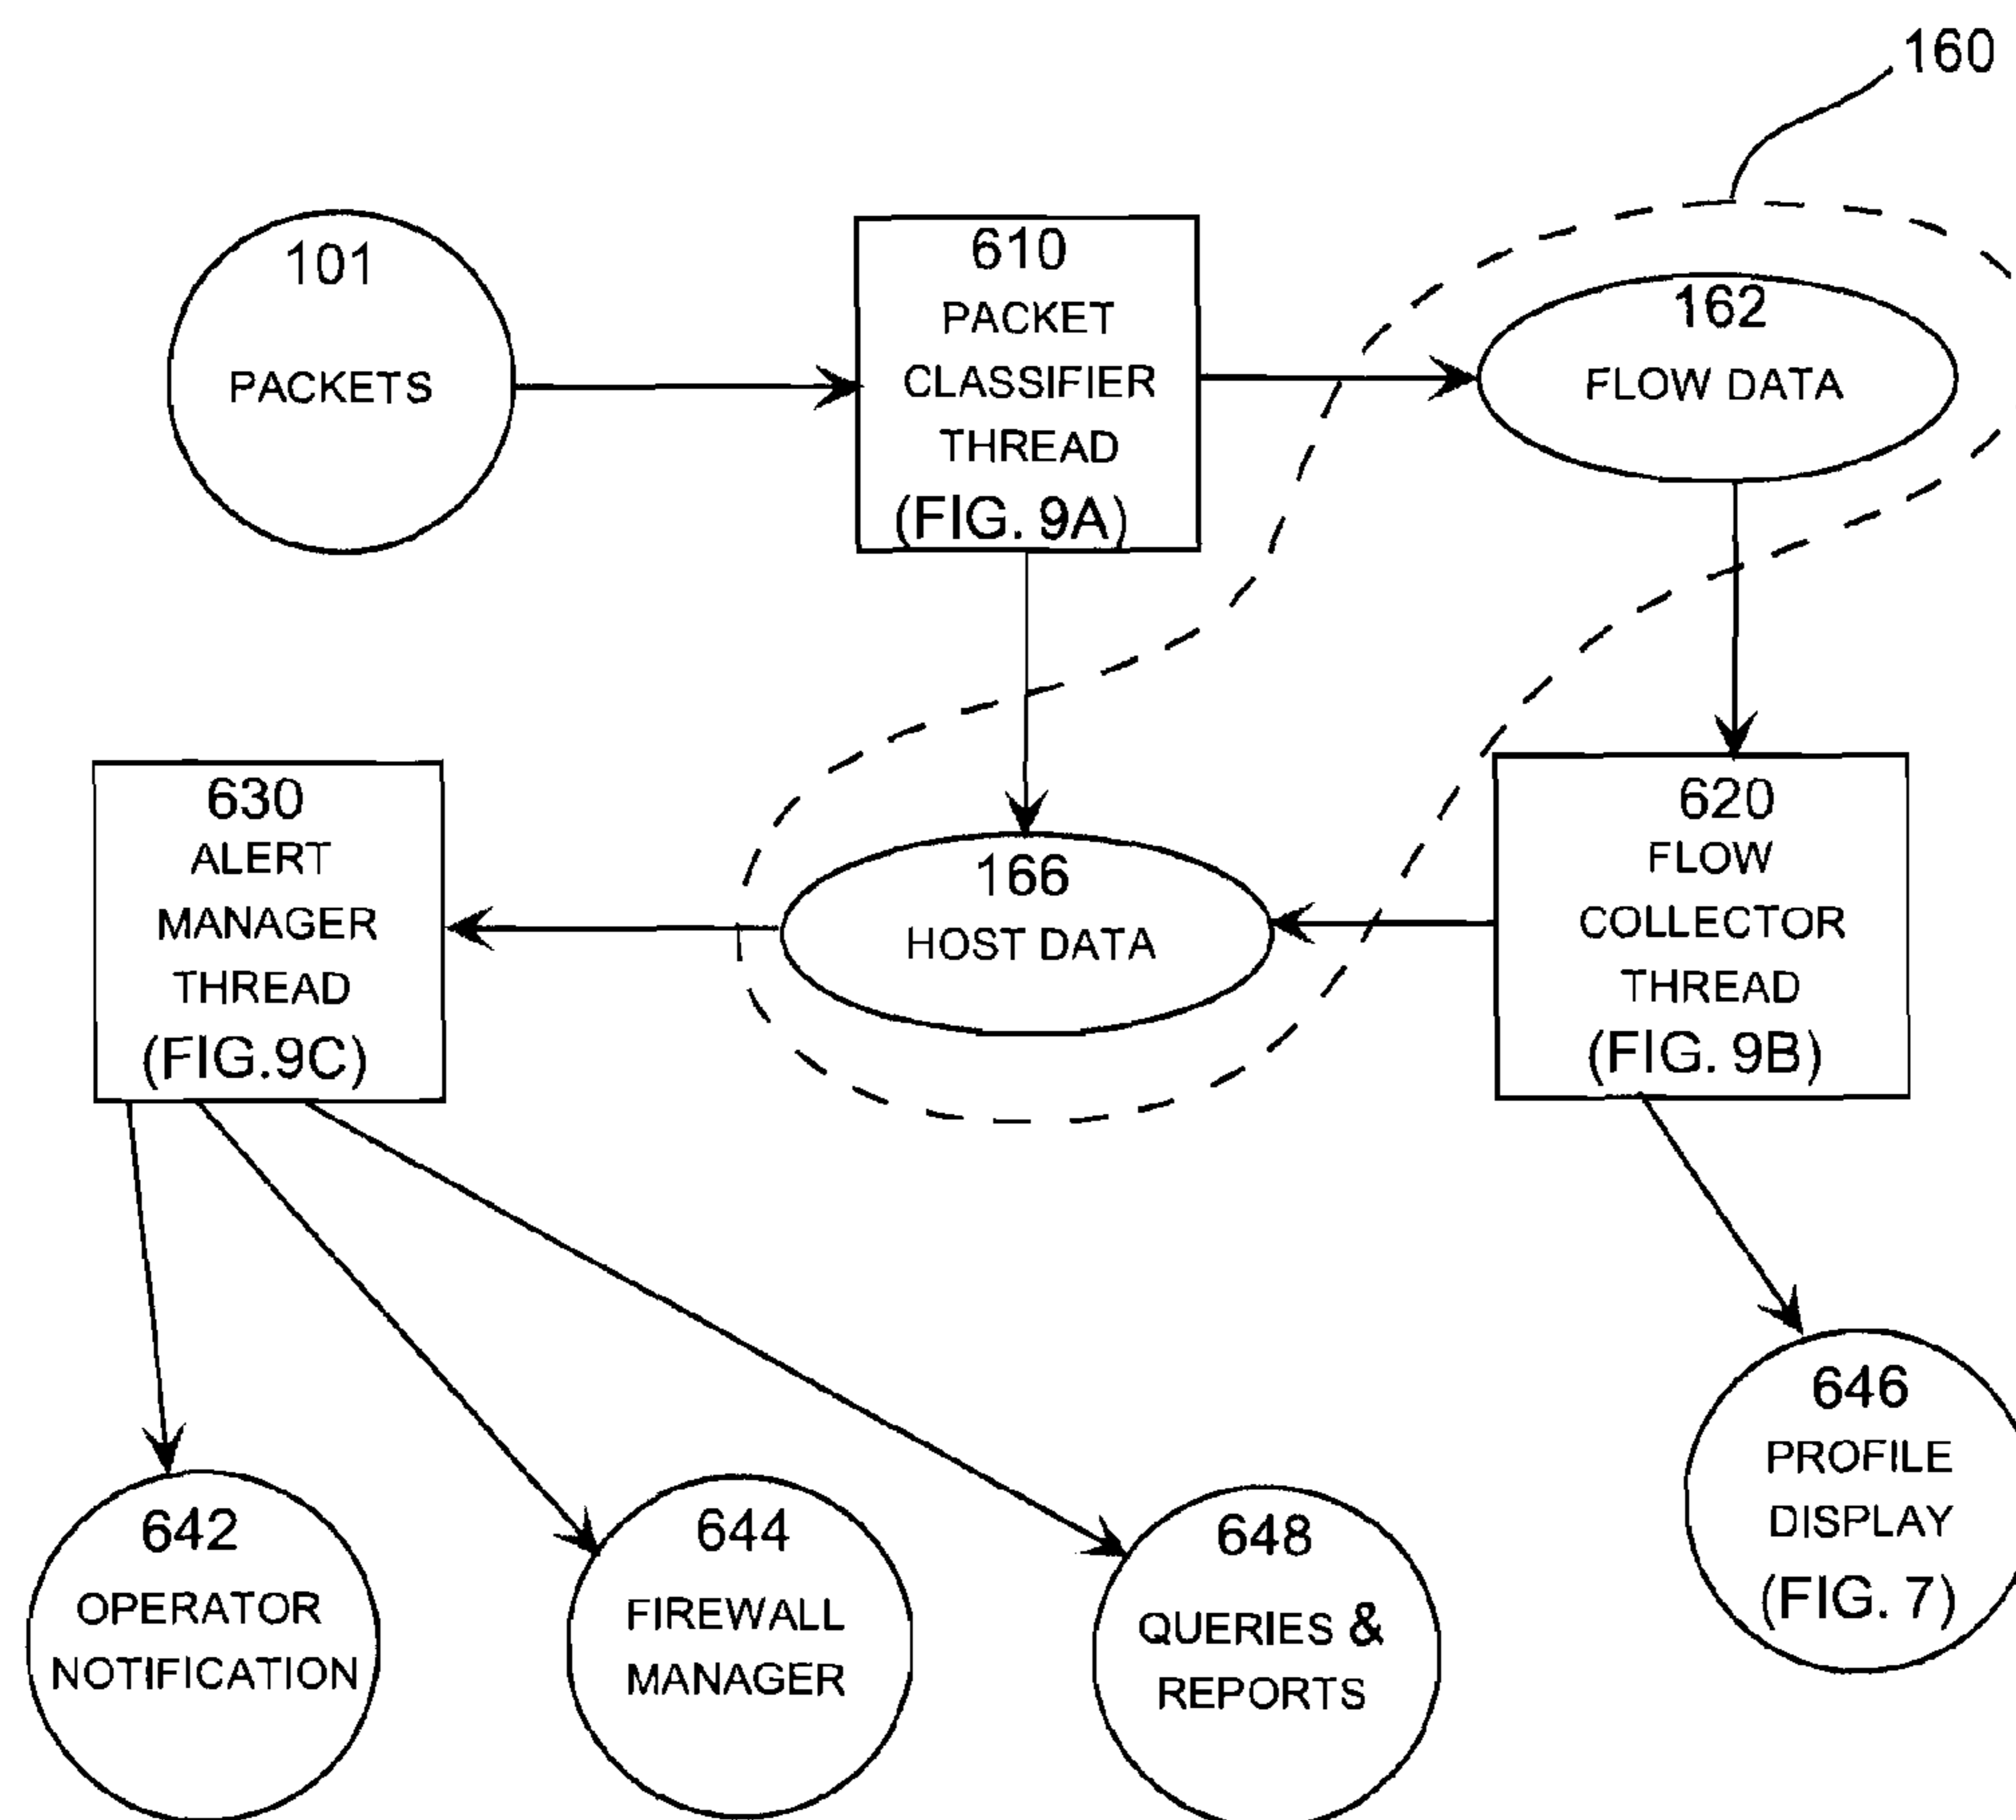 160
101
PACKETS
610
PACKET
CLASSIFIER
THREAD
(FIG. 9A)
162
FLOW DATA
630
ALERT
MANAGER
THREAD
(FIG.9C)
166
HOST DATA
620
FLOW
COLLECTOR
THREAD
(FIG. 9B)
642
OPERATOR
NOTIFICATION
644
FIREWALL
MANAGER
648
QUERIES &
REPORTS
646
PROFILE
DISPLAY
(FIG. 7)